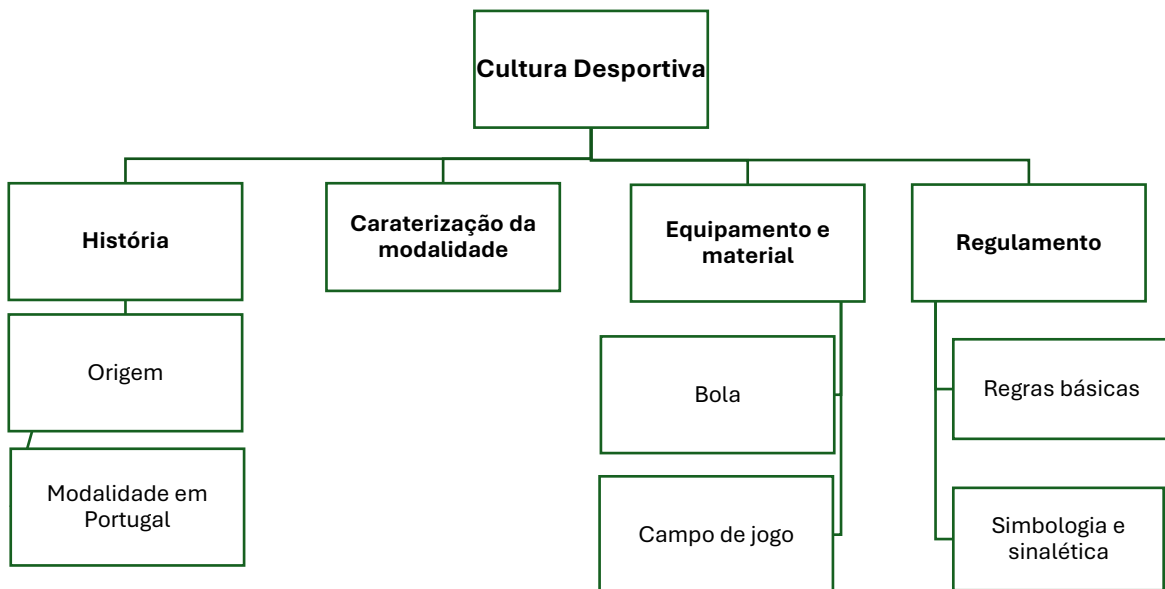 Cultura Desportiva
História
Caraterização da
modalidade
Equipamento e
material
Regulamento
Origem
Modalidade em
Portugal
Bola
Campo de jogo
Regras básicas
Simbologia e
sinalética